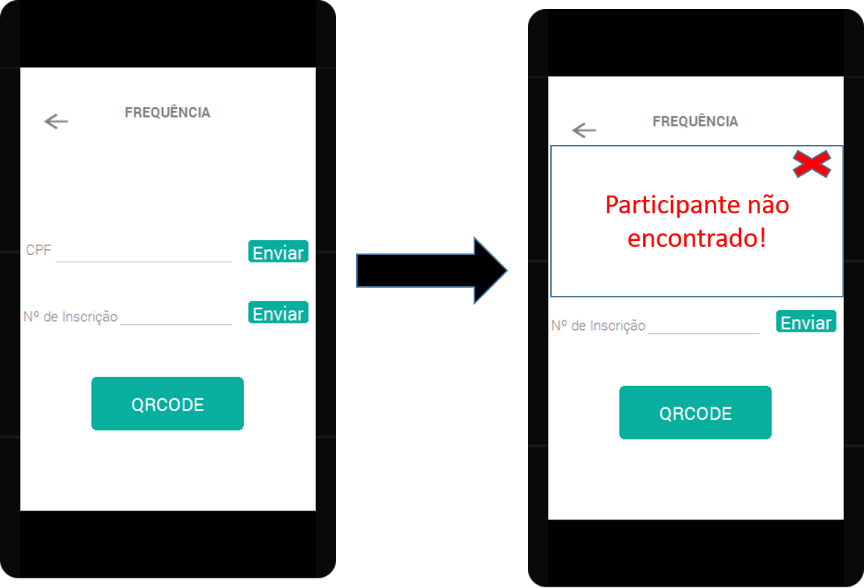 FREQUÊNCIA
CPF
Enviar
Nº de Inscrição
Enviar
QRCODE
FREQUÊNCIA
Participante não
encontrado!
Nº de Inscrição
Enviar
QRCODE